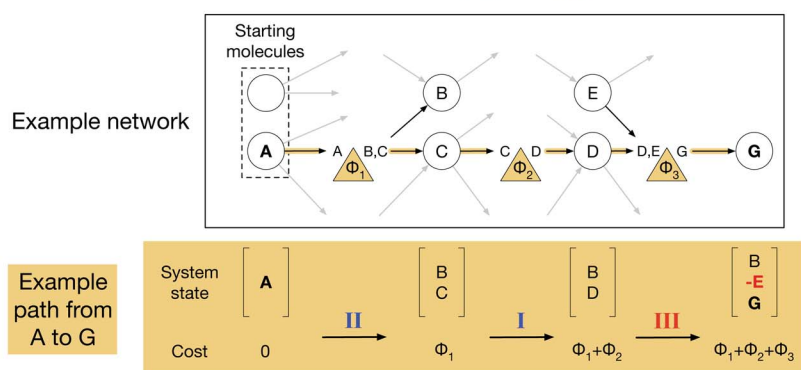 Starting
molecules
B
E
Example network
A
A B,C
Φ1
C
C D
Φ2
D
D,E G
Φ3
G
Example
path from
A to G
System
state
A
II
B
C
I
B
D
III
B
-E
G
Cost
0
Φ1
Φ1+Φ2
Φ1+Φ2+Φ3